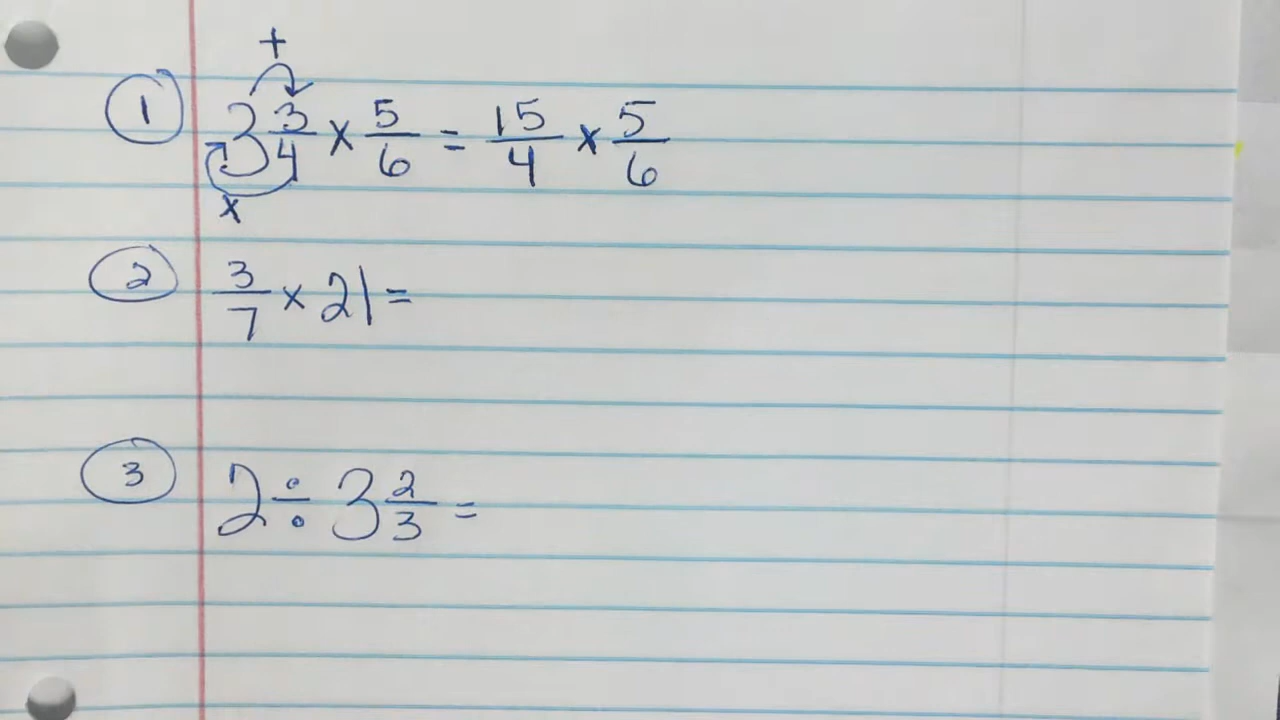 +
① 3 3/4 × 5/6 = 15/4 × 5/6
×
② 3/7 × 21 =
③ 2 ÷ 3 2/3 =